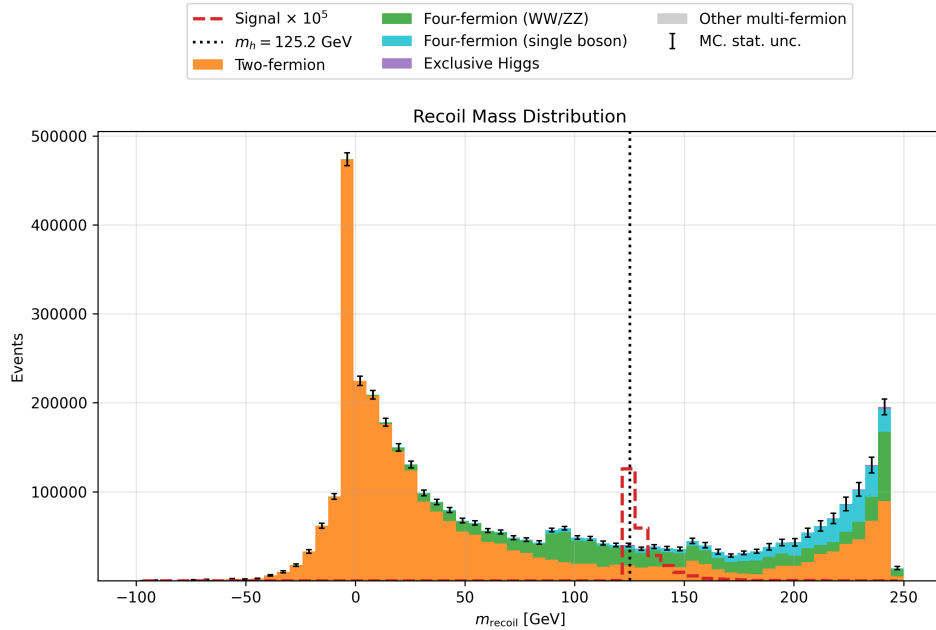 Signal × 10⁵
m_h = 125.2 GeV
Two-fermion
Four-fermion (WW/ZZ)
Four-fermion (single boson)
Exclusive Higgs
Other multi-fermion
MC. stat. unc.
Recoil Mass Distribution
500000
400000
300000
200000
100000
Events
−100
−50
0
50
100
150
200
250
m_recoil [GeV]